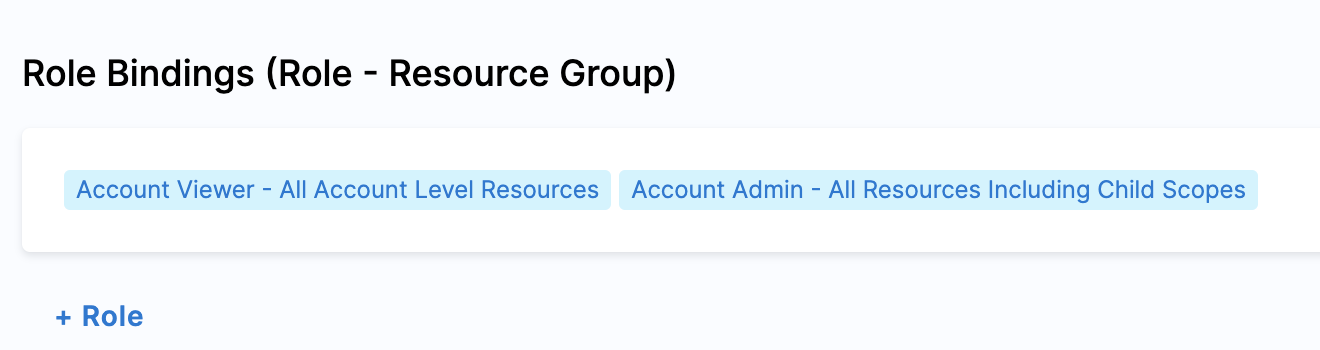 Role Bindings (Role - Resource Group)
Account Viewer - All Account Level Resources Account Admin - All Resources Including Child Scopes
+ Role